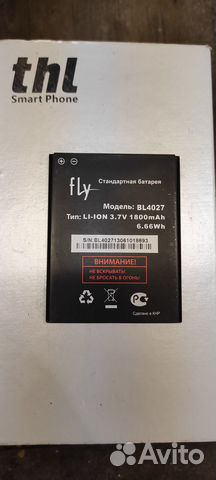 thl
Smart Phone
fly
Стандартная батарея
Модель: BL4027
Тип: LI-ION 3.7V 1800mAh
6.66Wh
S/N:BL402713061018693
ВНИМАНИЕ!
НЕ ВСКРЫВАТЬ!
НЕ БРОСАТЬ В ОГОНЬ!
Сделано в КНР
Avito